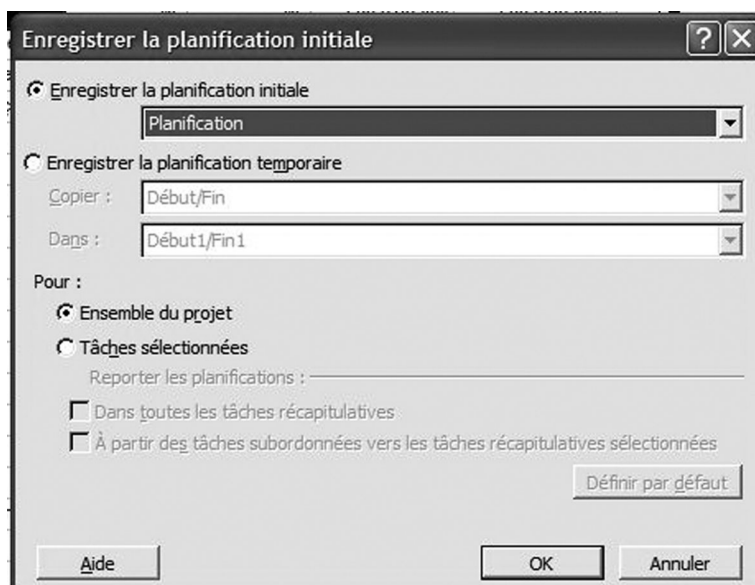 Enregistrer la planification initiale
Enregistrer la planification initiale
Planification
Enregistrer la planification temporaire
Copier : Début/Fin
Dans : Début1/Fin1
Pour :
Ensemble du projet
Tâches sélectionnées
Reporter les planifications :
Dans toutes les tâches récapitulatives
À partir des tâches subordonnées vers les tâches récapitulatives sélectionnées
Définir par défaut
Aide OK Annuler